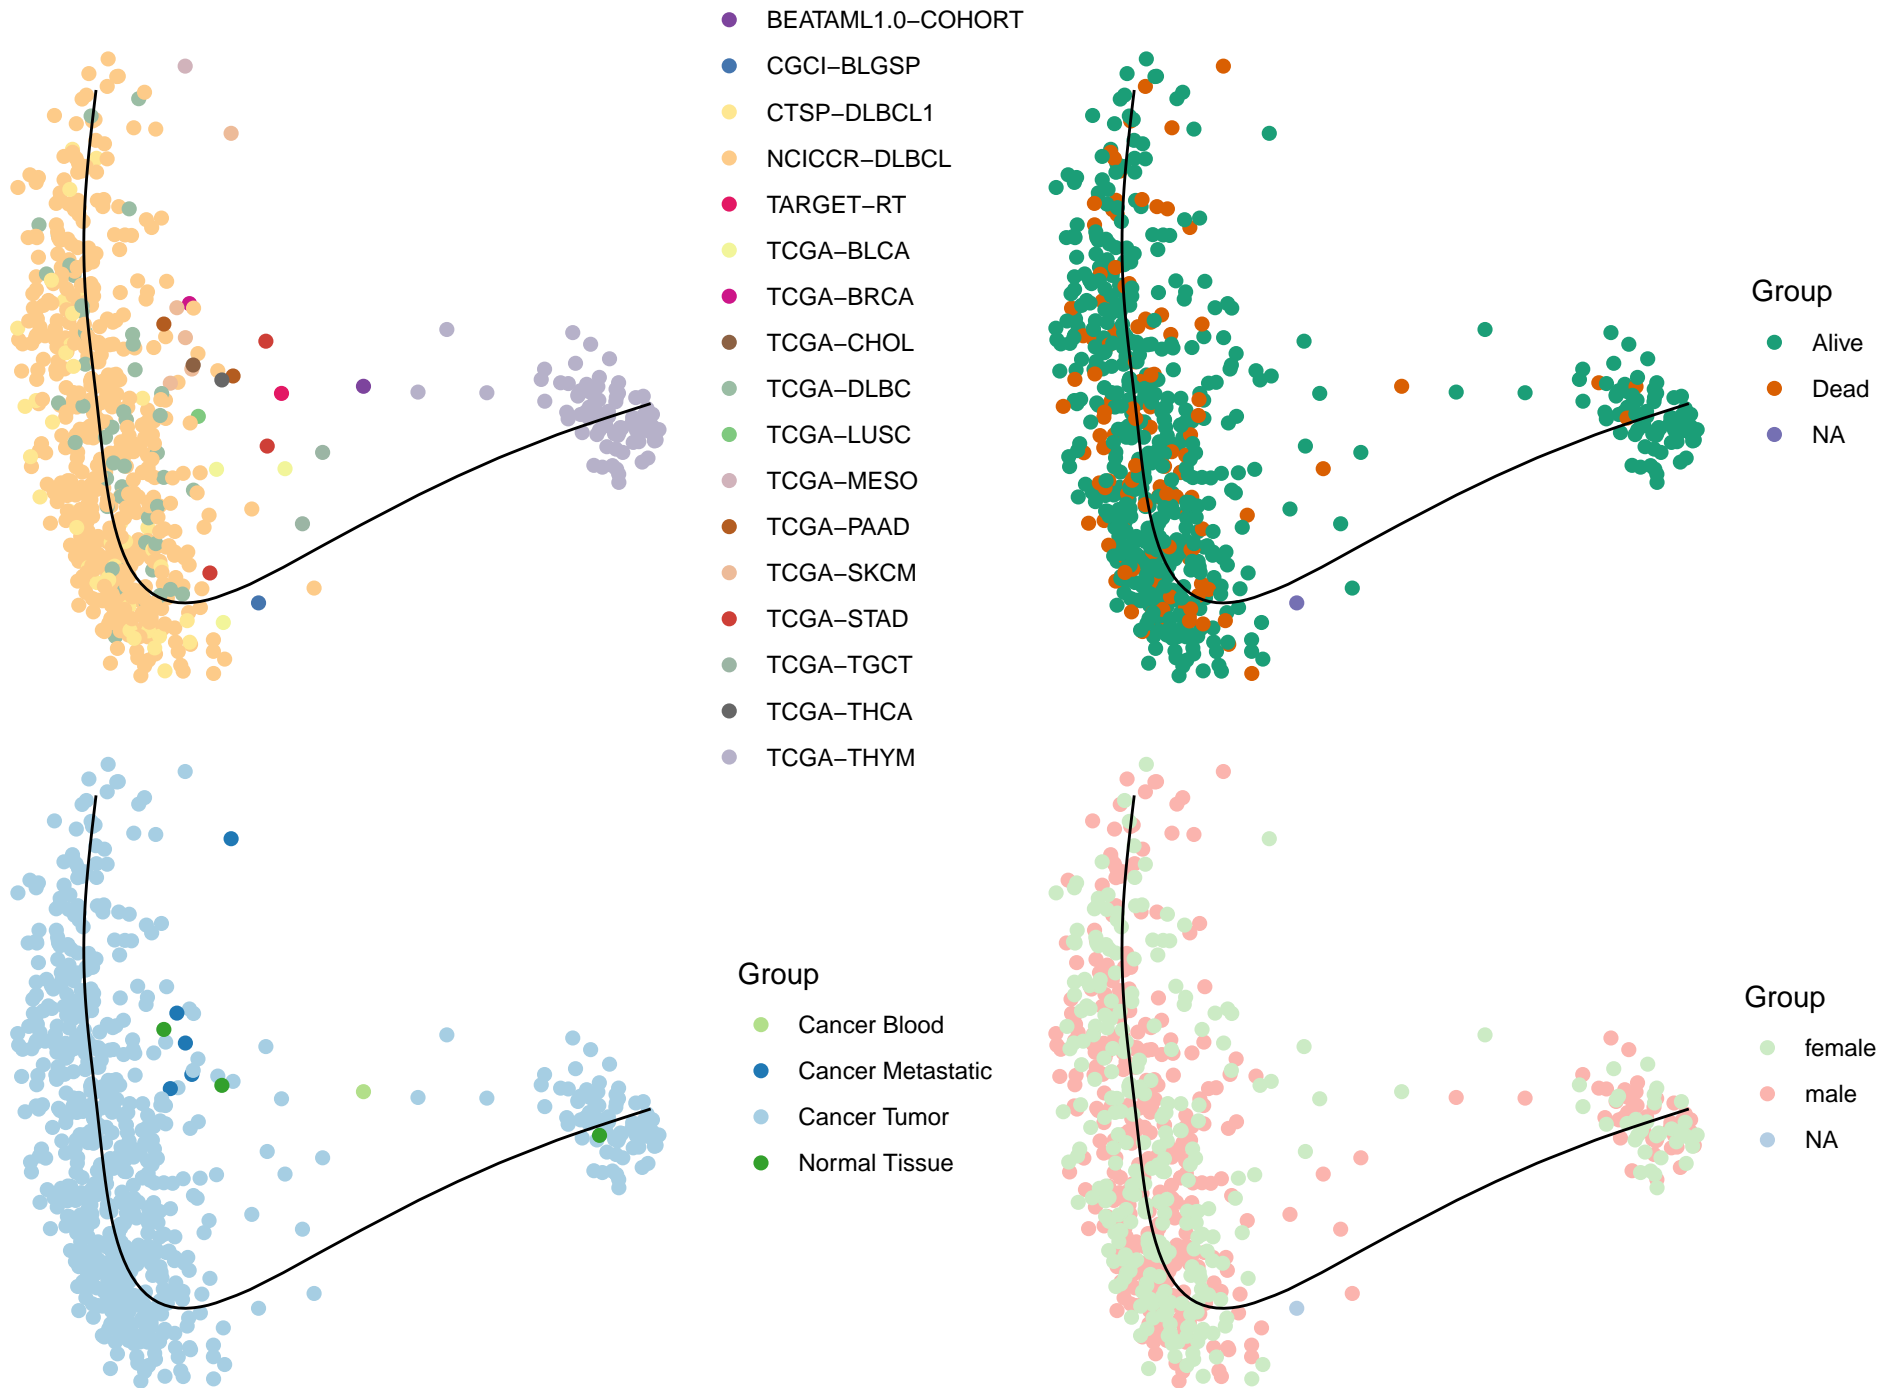 BEATAML1.0−COHORT
CGCI−BLGSP
CTSP−DLBCL1
NCICCR−DLBCL
TARGET−RT
TCGA−BLCA
TCGA−BRCA
TCGA−CHOL
TCGA−DLBC
TCGA−LUSC
TCGA−MESO
TCGA−PAAD
TCGA−SKCM
TCGA−STAD
TCGA−TGCT
TCGA−THCA
TCGA−THYM
Group
Alive
Dead
NA
Group
Cancer Blood
Cancer Metastatic
Cancer Tumor
Normal Tissue
Group
female
male
NA